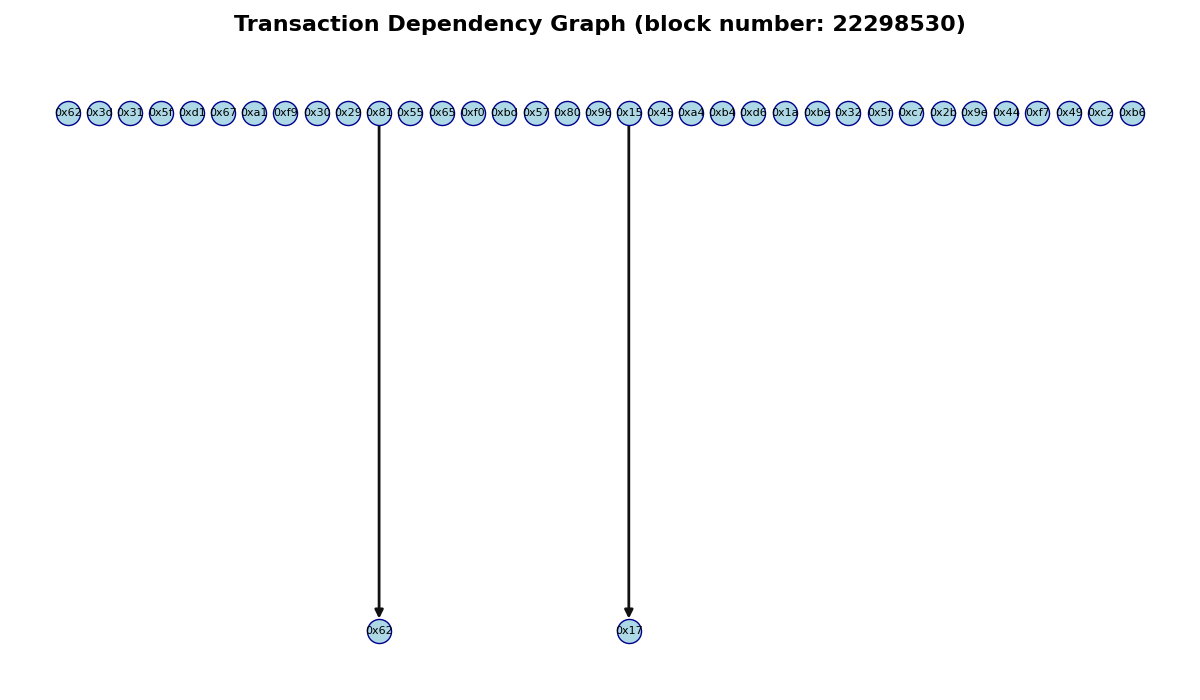 Transaction Dependency Graph (block number: 22298530)
0x62 0x3d 0x31 0x5f 0xd1 0x67 0xa1 0xf9 0x30 0x29 0x81 0x55 0x65 0xf0 0xbd 0x57 0x80 0x96 0x15 0x45 0xa4 0xb4 0xd6 0x1a 0xbe 0x32 0x5f 0xc7 0x2b 0x9e 0x44 0xf7 0x49 0xc2 0xb6
0x62 0x17